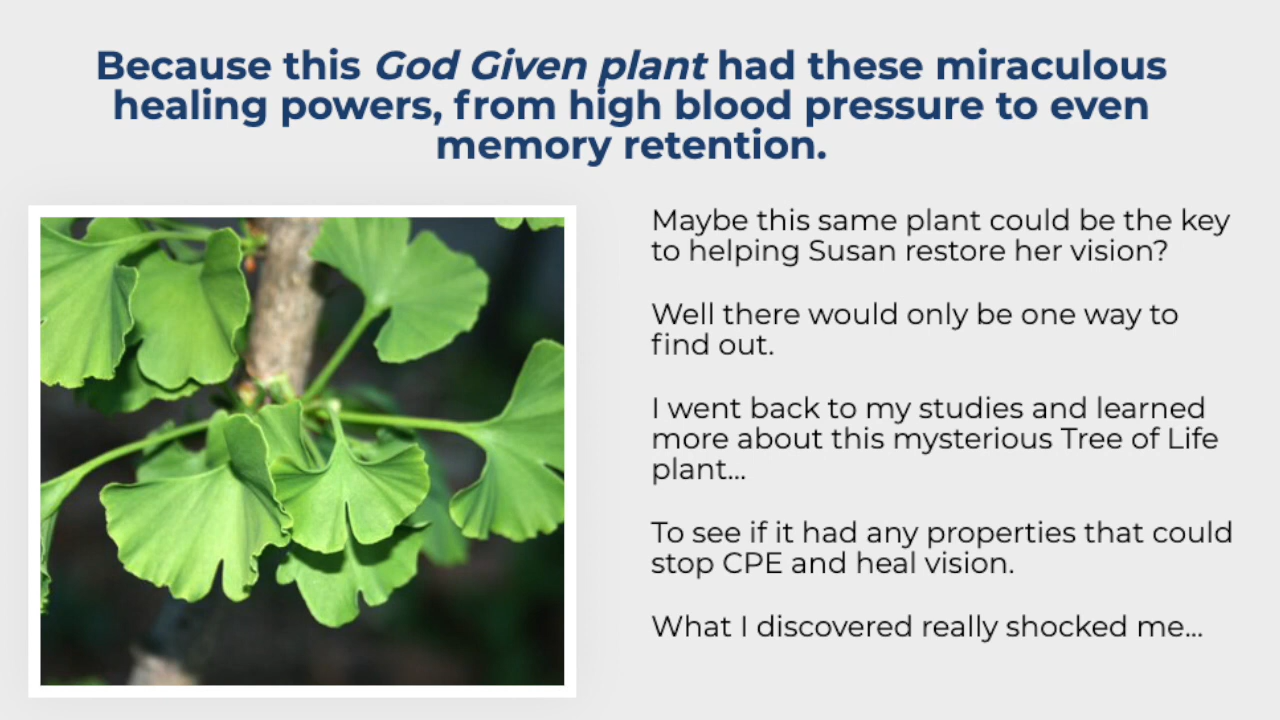 Because this God Given plant had these miraculous
healing powers, from high blood pressure to even
memory retention.
Maybe this same plant could be the key
to helping Susan restore her vision?
Well there would only be one way to
find out.
I went back to my studies and learned
more about this mysterious Tree of Life
plant...
To see if it had any properties that could
stop CPE and heal vision.
What I discovered really shocked me...